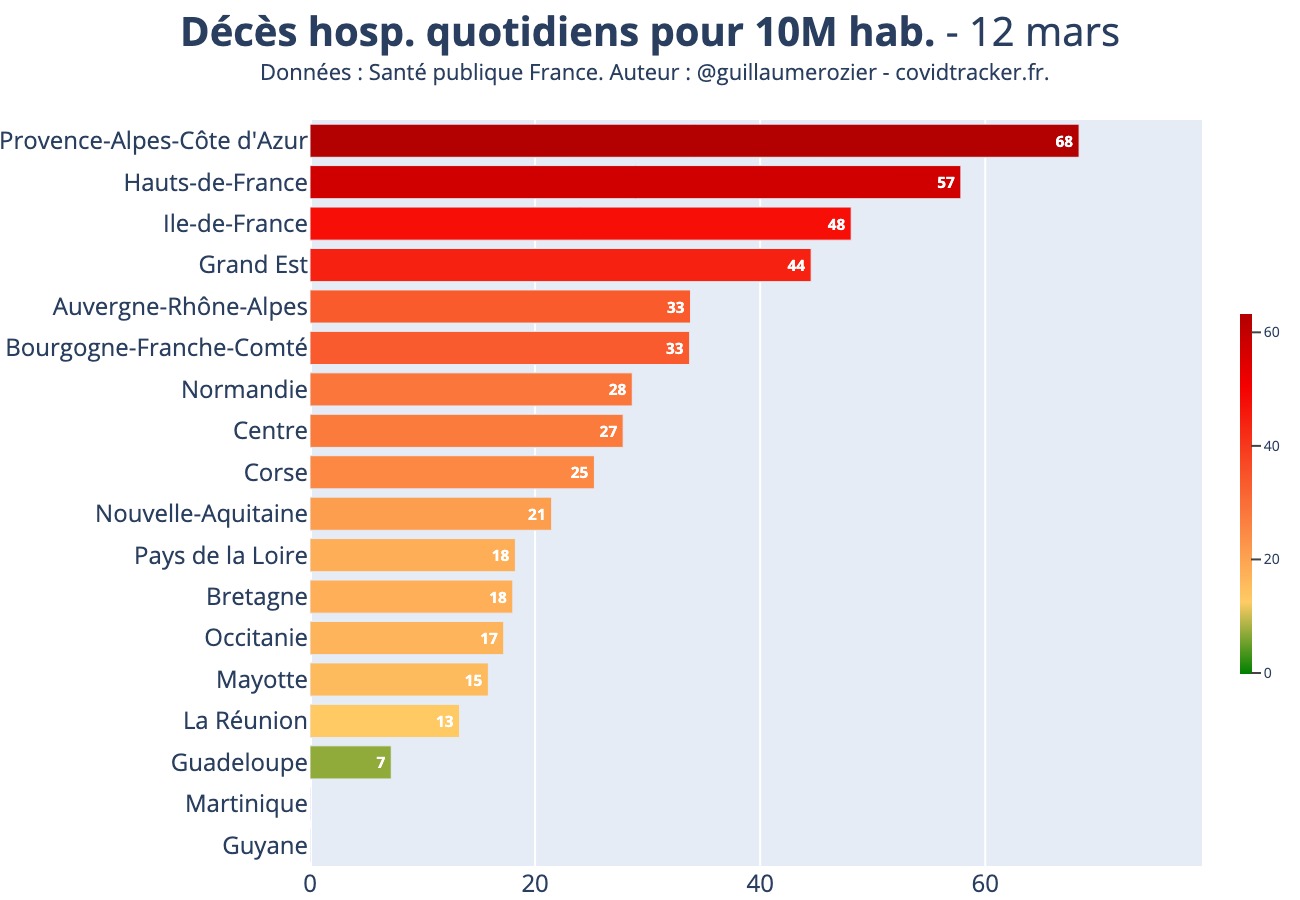 Décès hosp. quotidiens pour 10M hab. - 12 mars
Données : Santé publique France. Auteur : @guillaumerozier - covidtracker.fr.
Provence-Alpes-Côte d'Azur 68
Hauts-de-France 57
Ile-de-France 48
Grand Est 44
Auvergne-Rhône-Alpes 33
Bourgogne-Franche-Comté 33
Normandie 28
Centre 27
Corse 25
Nouvelle-Aquitaine 21
Pays de la Loire 18
Bretagne 18
Occitanie 17
Mayotte 15
La Réunion 13
Guadeloupe 7
Martinique
Guyane
0 20 40 60
60
40
20
0